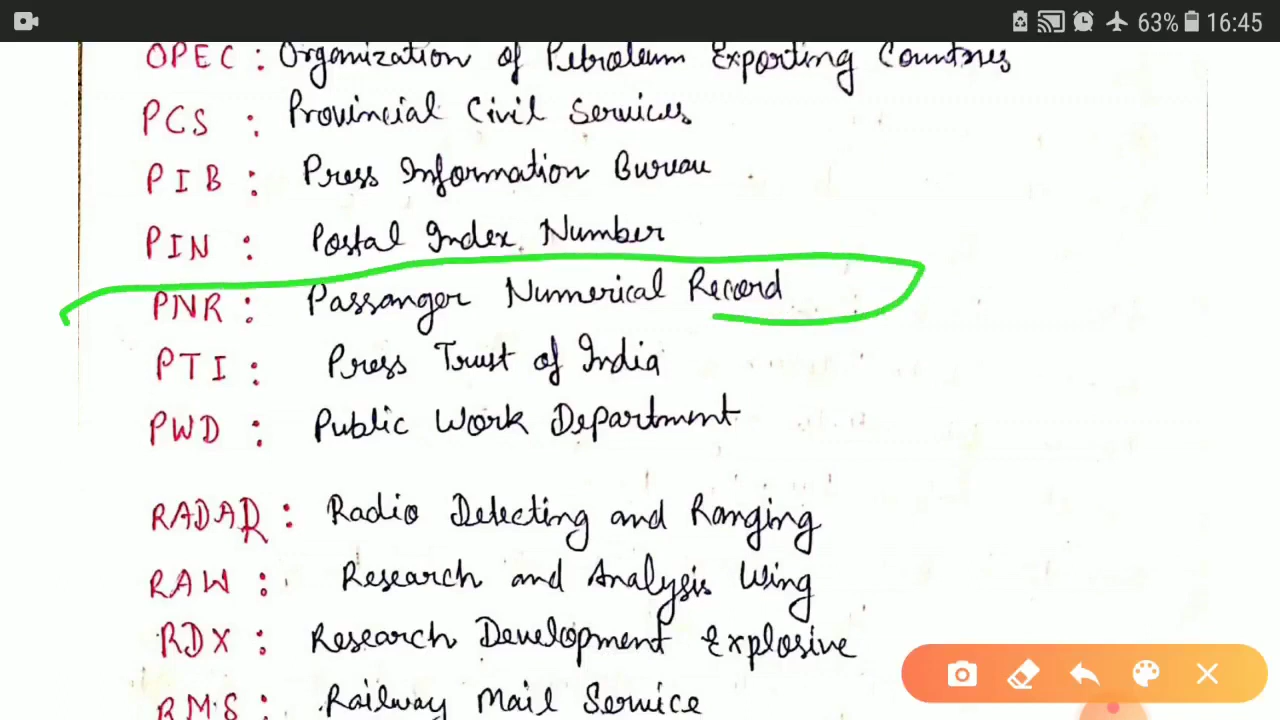 63% 16:45
OPEC : Organization of Petroleum Exporting Countries
PCS : Provincial Civil Services
PIB : Press Information Bureau
PIN : Postal Index Number
PNR : Passanger Numerical Record
PTI : Press Trust of India
PWD : Public Work Department
RADAR : Radio Detecting and Ranging
RAW : Research and Analysis Wing
RDX : Research Development Explosive
RMS : Railway Mail Service